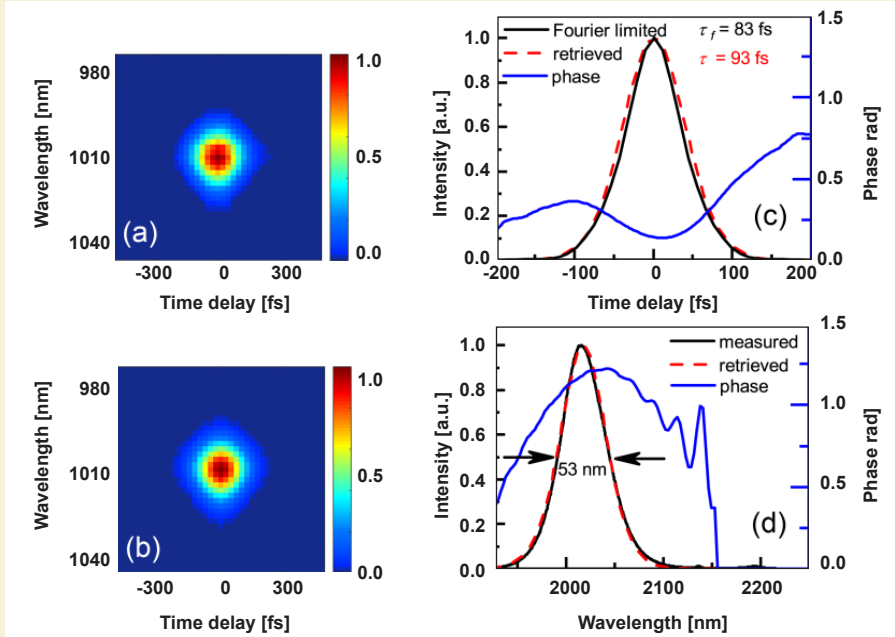 980
1010
1040
Wavelength [nm]
(a)
-300 0 300
Time delay [fs]
1.0
0.5
0.0
Fourier limited
retrieved
phase
τf = 83 fs
τ = 93 fs
1.0
0.8
0.6
0.4
0.2
0.0
Intensity [a.u.]
(c)
-200 -100 0 100 200
Time delay [fs]
1.5
1.0
0.5
0.0
Phase rad
980
1010
1040
Wavelength [nm]
(b)
-300 0 300
Time delay [fs]
1.0
0.5
0.0
measured
retrieved
phase
53 nm
1.0
0.8
0.6
0.4
0.2
0.0
Intensity [a.u.]
(d)
2000 2100 2200
Wavelength [nm]
1.5
1.0
0.5
0.0
Phase rad